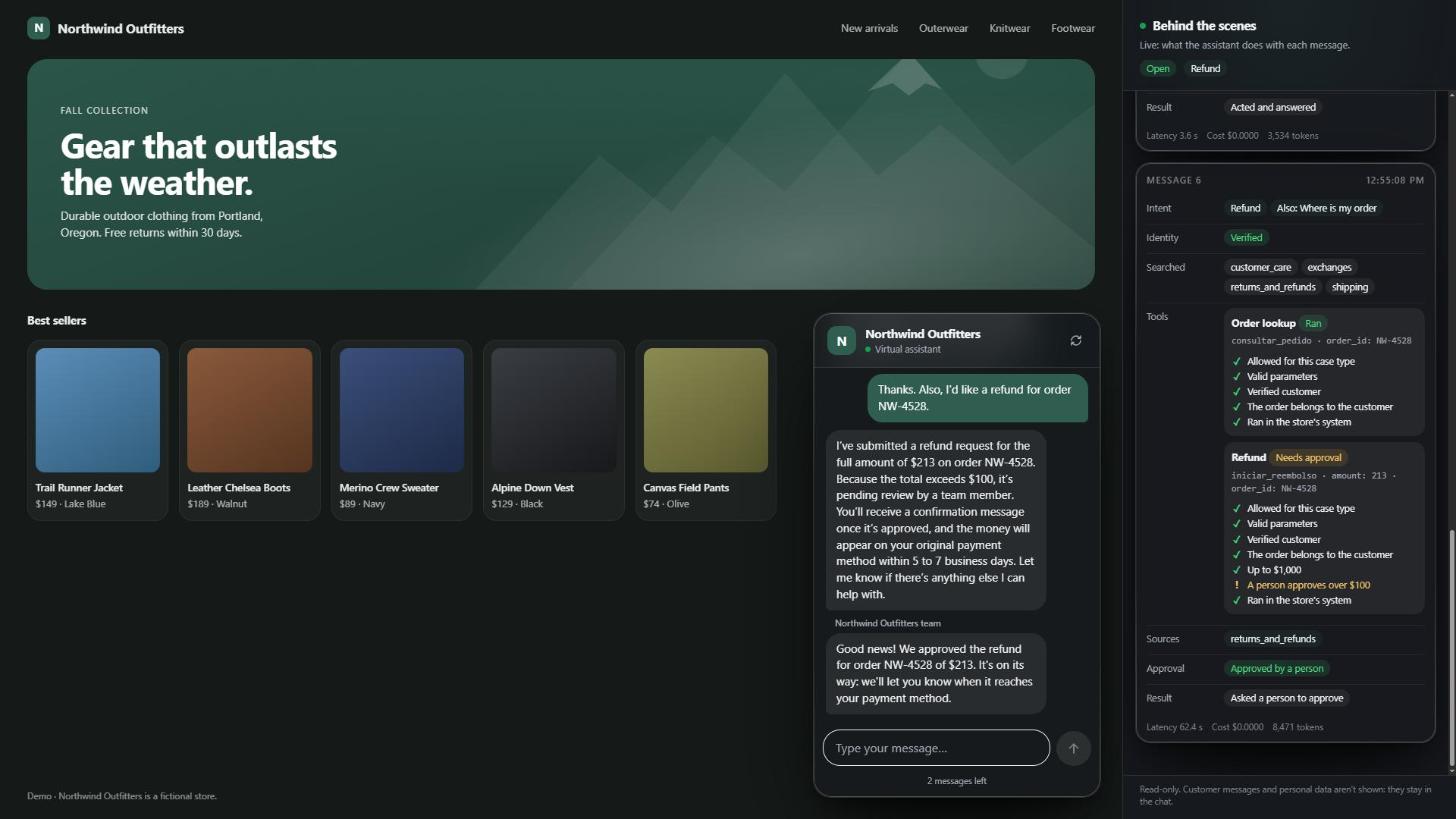 N Northwind Outfitters
New arrivals Outerwear Knitwear Footwear
FALL COLLECTION
Gear that outlasts
the weather.
Durable outdoor clothing from Portland,
Oregon. Free returns within 30 days.
Best sellers
Trail Runner Jacket
$149 · Lake Blue
Leather Chelsea Boots
$189 · Walnut
Merino Crew Sweater
$89 · Navy
Alpine Down Vest
$129 · Black
Canvas Field Pants
$74 · Olive
Demo · Northwind Outfitters is a fictional store.
N
Northwind Outfitters
Virtual assistant
Thanks. Also, I'd like a refund for order
NW-4528.
I've submitted a refund request for the
full amount of $213 on order NW-4528.
Because the total exceeds $100, it's
pending review by a team member.
You'll receive a confirmation message
once it's approved, and the money will
appear on your original payment
method within 5 to 7 business days. Let
me know if there's anything else I can
help with.
Northwind Outfitters team
Good news! We approved the refund
for order NW-4528 of $213. It's on its
way: we'll let you know when it reaches
your payment method.
Type your message...
2 messages left
Behind the scenes
Live: what the assistant does with each message.
Open Refund
Result Acted and answered
Latency 3.6 s Cost $0.0000 3,534 tokens
MESSAGE 6 12:55:08 PM
Intent Refund Also: Where is my order
Identity Verified
Searched customer_care exchanges
returns_and_refunds shipping
Tools
Order lookup Ran
consultar_pedido · order_id: NW-4528
✓ Allowed for this case type
✓ Valid parameters
✓ Verified customer
✓ The order belongs to the customer
✓ Ran in the store's system
Refund Needs approval
iniciar_reembolso · amount: 213 ·
order_id: NW-4528
✓ Allowed for this case type
✓ Valid parameters
✓ Verified customer
✓ The order belongs to the customer
✓ Up to $1,000
! A person approves over $100
✓ Ran in the store's system
Sources returns_and_refunds
Approval Approved by a person
Result Asked a person to approve
Latency 62.4 s Cost $0.0000 8,471 tokens
Read-only. Customer messages and personal data aren't shown: they stay in
the chat.